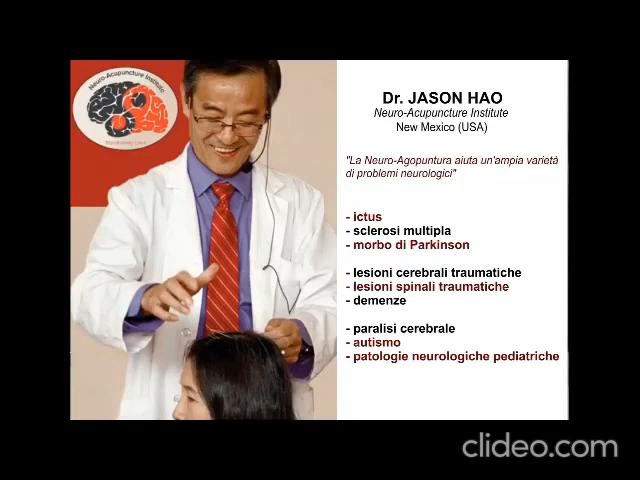 Neuro-Acupuncture Institute
Dr. JASON HAO
Neuro-Acupuncture Institute
New Mexico (USA)
"La Neuro-Agopuntura aiuta un'ampia varietà
di problemi neurologici"
- ictus
- sclerosi multipla
- morbo di Parkinson
- lesioni cerebrali traumatiche
- lesioni spinali traumatiche
- demenze
- paralisi cerebrale
- autismo
- patologie neurologiche pediatriche
clideo.com